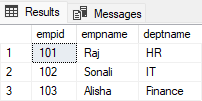 Results Messages
empid empname deptname
1 101 Raj HR
2 102 Sonali IT
3 103 Alisha Finance